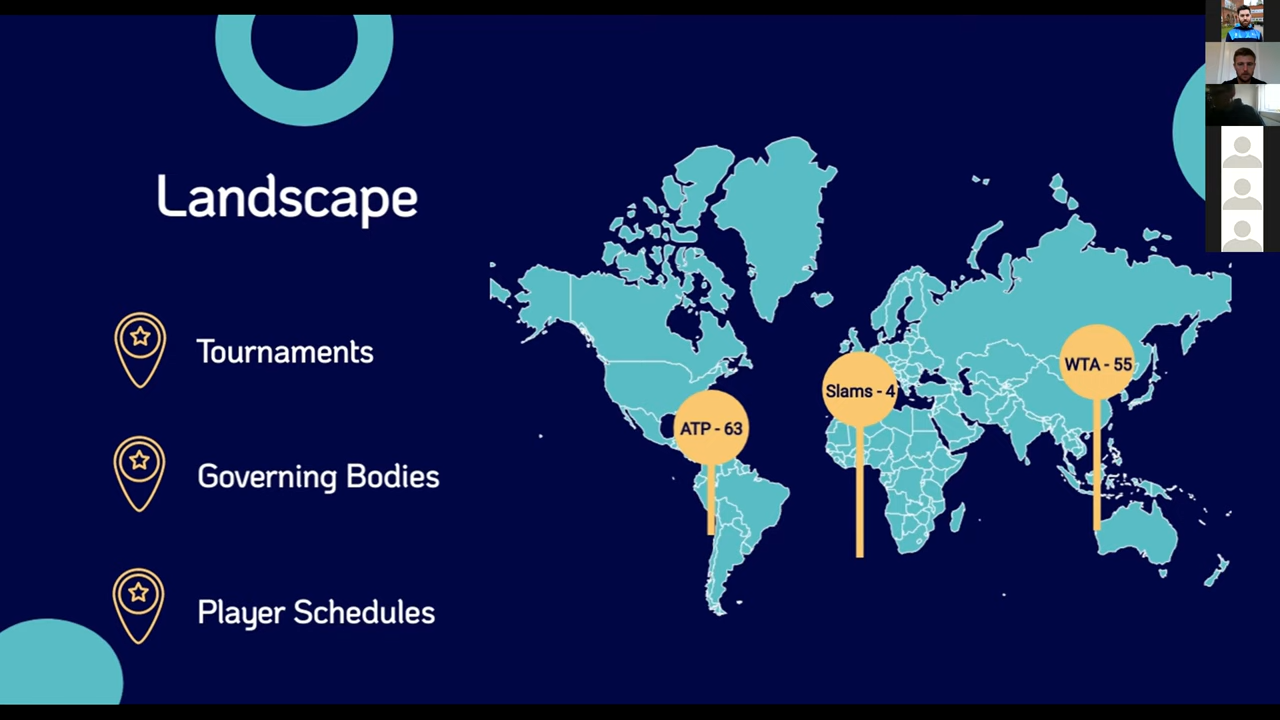 Landscape
Tournaments
Governing Bodies
Player Schedules
ATP - 63
Slams - 4
WTA - 55